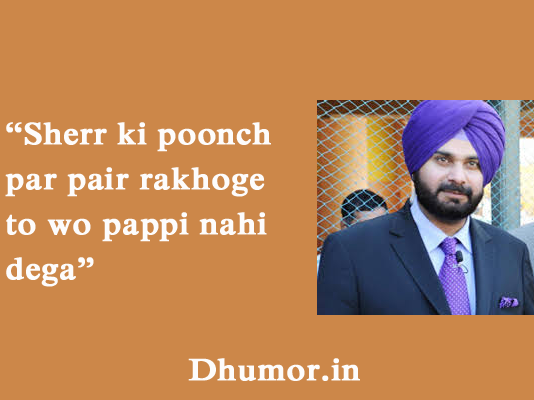 “Sherr ki poonch
par pair rakhoge
to wo pappi nahi
dega”
Dhumor.in